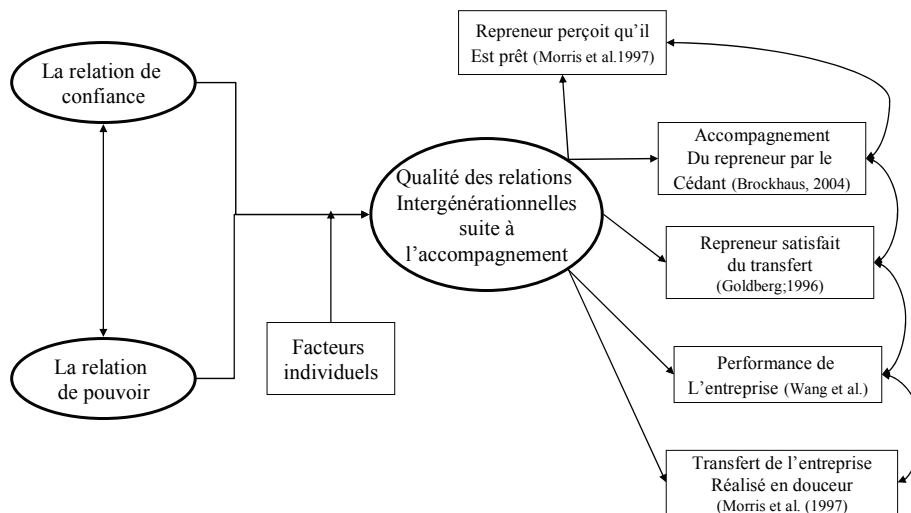 La relation de
confiance
La relation
de pouvoir
Facteurs
individuels
Qualité des relations
Intergénérationnelles
suite à
l’accompagnement
Repreneur perçoit qu’il
Est prêt (Morris et al.1997)
Accompagnement
Du repreneur par le
Cédant (Brockhaus, 2004)
Repreneur satisfait
du transfert
(Goldberg;1996)
Performance de
L’entreprise (Wang et al.)
Transfert de l’entreprise
Réalisé en douceur
(Morris et al. (1997)